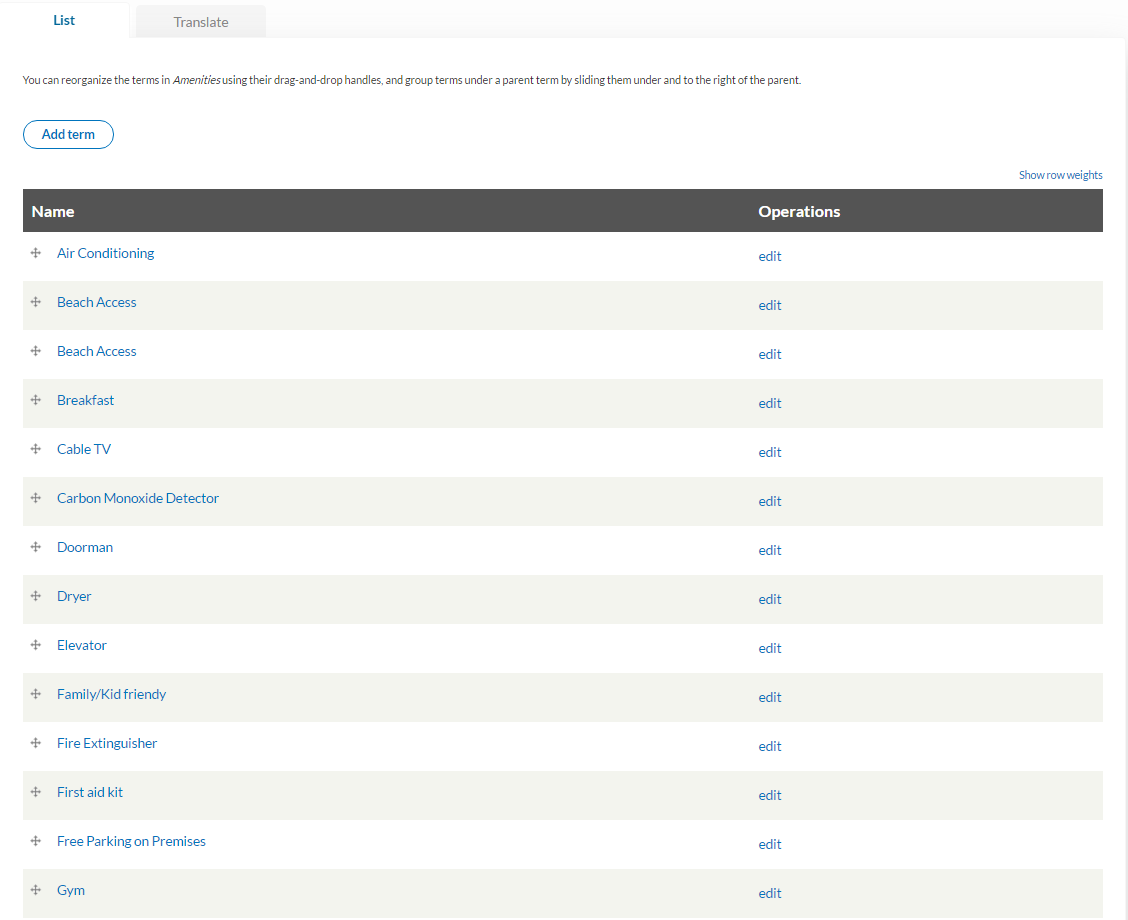 List
Translate
You can reorganize the terms in Amenities using their drag-and-drop handles, and group terms under a parent term by sliding them under and to the right of the parent.
Add term
Show row weights
Name Operations
Air Conditioning edit
Beach Access edit
Beach Access edit
Breakfast edit
Cable TV edit
Carbon Monoxide Detector edit
Doorman edit
Dryer edit
Elevator edit
Family/Kid friendy edit
Fire Extinguisher edit
First aid kit edit
Free Parking on Premises edit
Gym edit